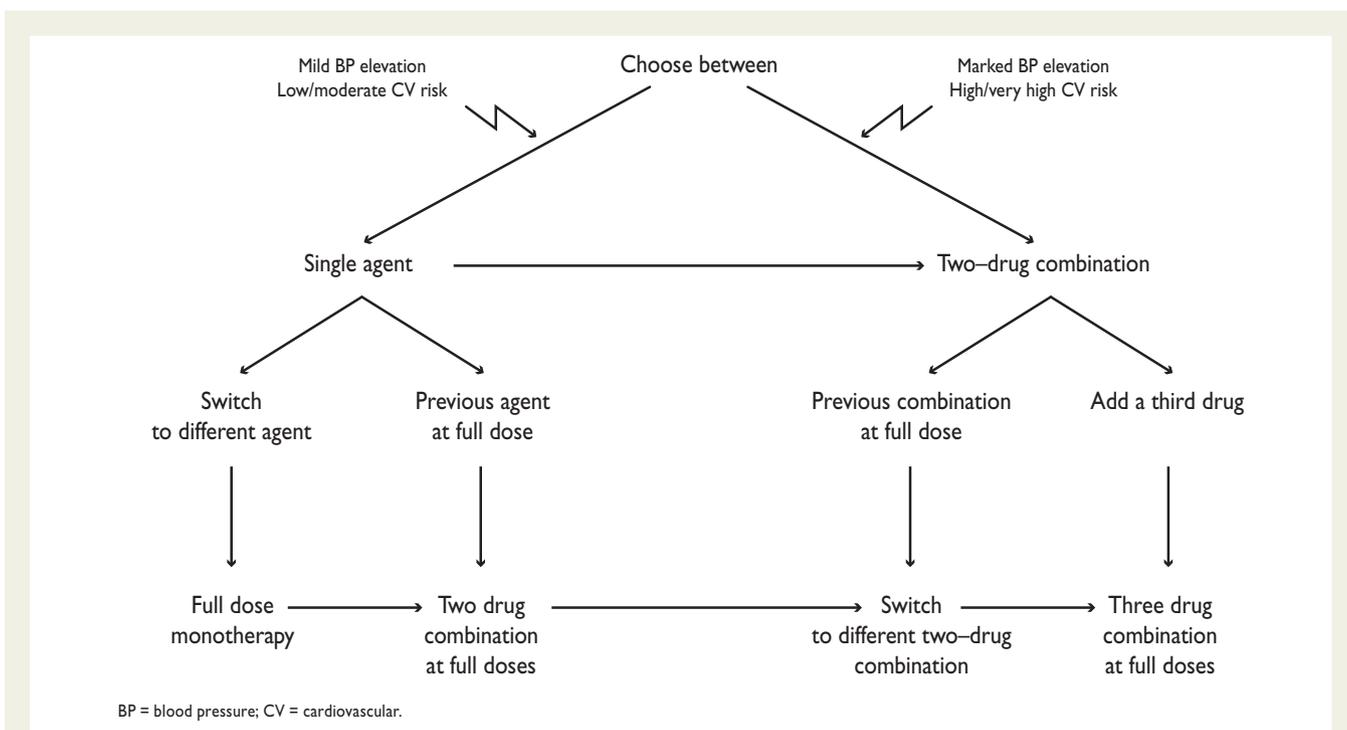 Mild BP elevation
Low/moderate CV risk
Choose between
Marked BP elevation
High/very high CV risk
Single agent
Two–drug combination
Switch
to different agent
Previous agent
at full dose
Previous combination
at full dose
Add a third drug
Full dose
monotherapy
Two drug
combination
at full doses
Switch
to different two–drug
combination
Three drug
combination
at full doses
BP = blood pressure; CV = cardiovascular.